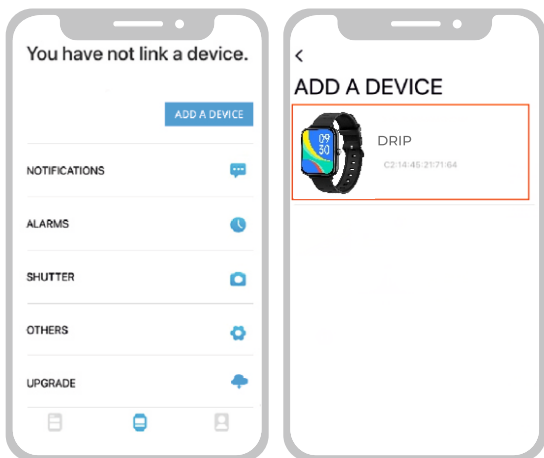 You have not link a device.
ADD A DEVICE
NOTIFICATIONS
ALARMS
SHUTTER
OTHERS
UPGRADE
ADD A DEVICE
09
30
DRIP
C2:14:45:21:71:64